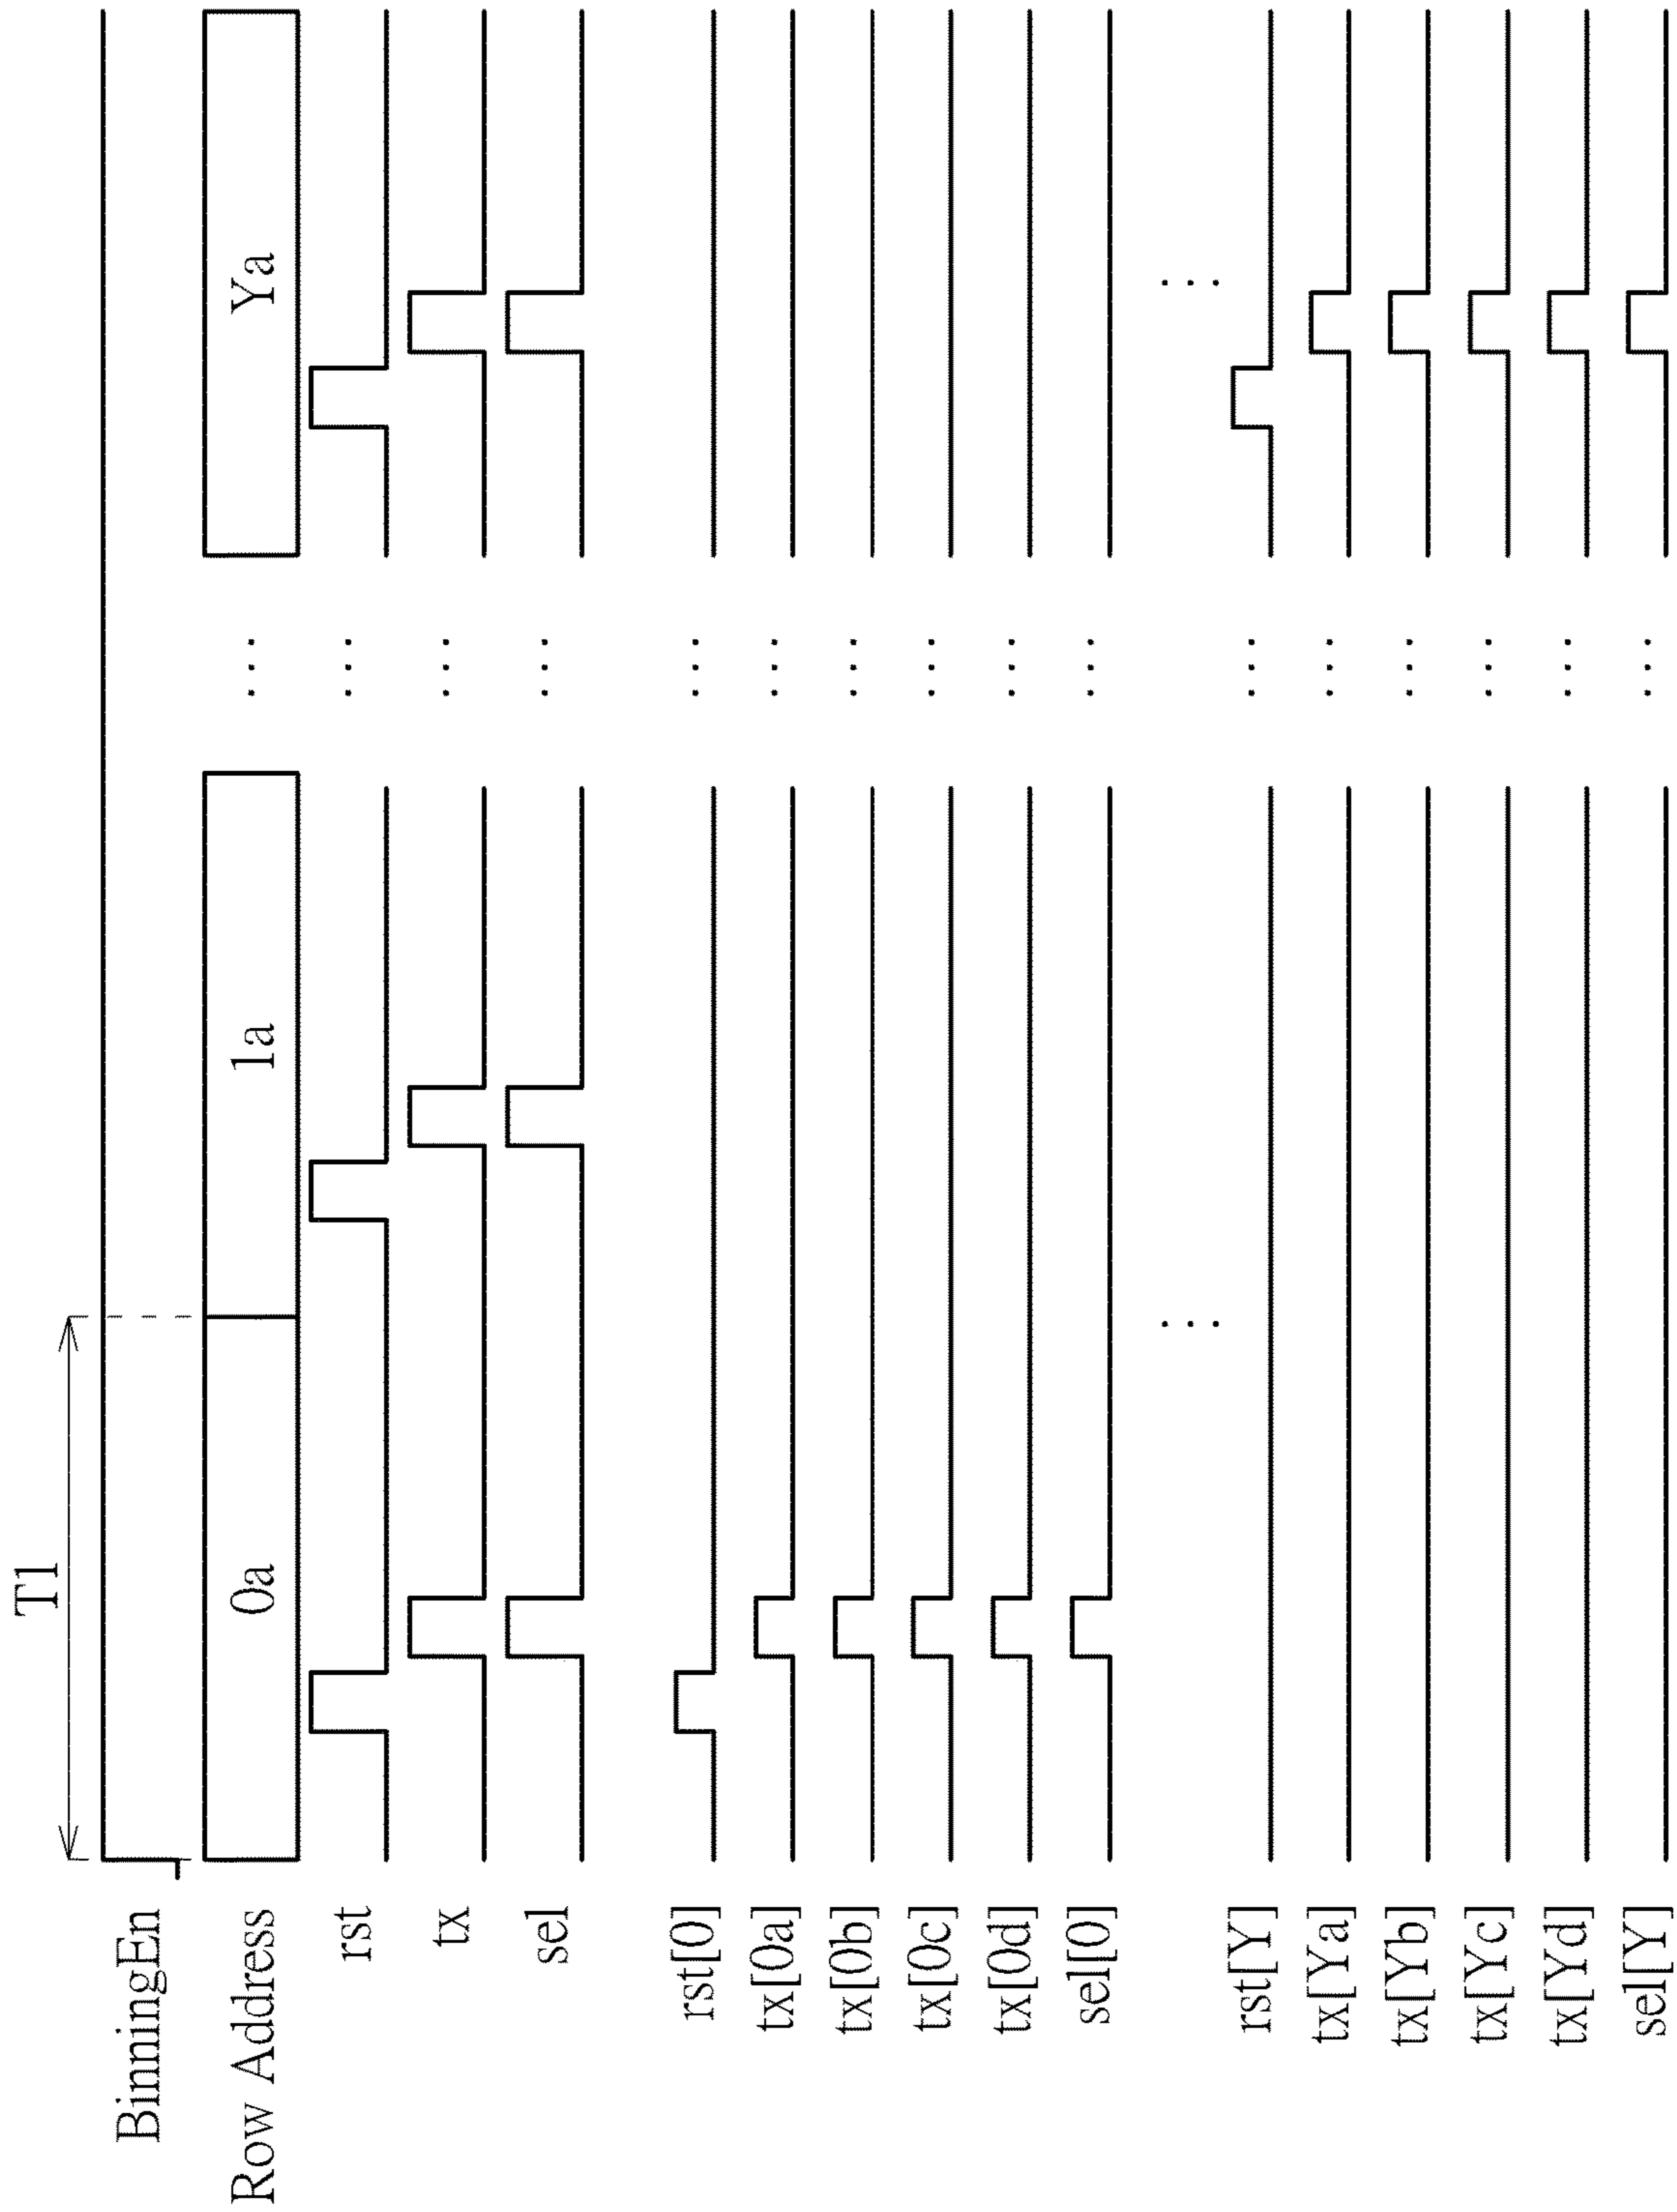 T1
BinningEn
Row Address 0a 1a ... Ya
rst ...
tx ...
sel ...
rst[0] ...
tx[0a] ...
tx[0b] ...
tx[0c] ...
tx[0d] ...
sel[0] ...
... ...
rst[Y] ...
tx[Ya] ...
tx[Yb] ...
tx[Yc] ...
tx[Yd] ...
sel[Y] ...